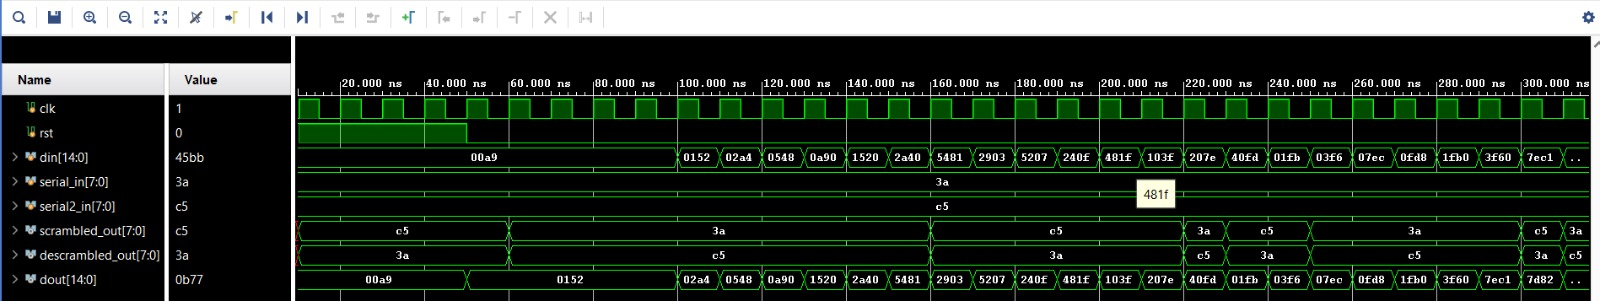 20.000 ns 40.000 ns 60.000 ns 80.000 ns 100.000 ns 120.000 ns 140.000 ns 160.000 ns 180.000 ns 200.000 ns 220.000 ns 240.000 ns 260.000 ns 280.000 ns 300.000 ns
Name Value
clk 1
rst 0
din[14:0] 45bb 00a9 0152 02a4 0548 0a90 1520 2a40 5481 2903 5207 240f 481f 103f 207e 40fd 01fb 03f6 07ec 0fd8 1fb0 3f60 7ec1 ..
serial_in[7:0] 3a 3a
481f
serial2_in[7:0] c5 c5
scrambled_out[7:0] c5 c5 3a c5 3a c5 3a c5 3a
descrambled_out[7:0] 3a 3a c5 3a c5 3a c5 3a c5
dout[14:0] 0b77 00a9 0152 02a4 0548 0a90 1520 2a40 5481 2903 5207 240f 481f 103f 207e 40fd 01fb 03f6 07ec 0fd8 1fb0 3f60 7ec1 7d82 ..